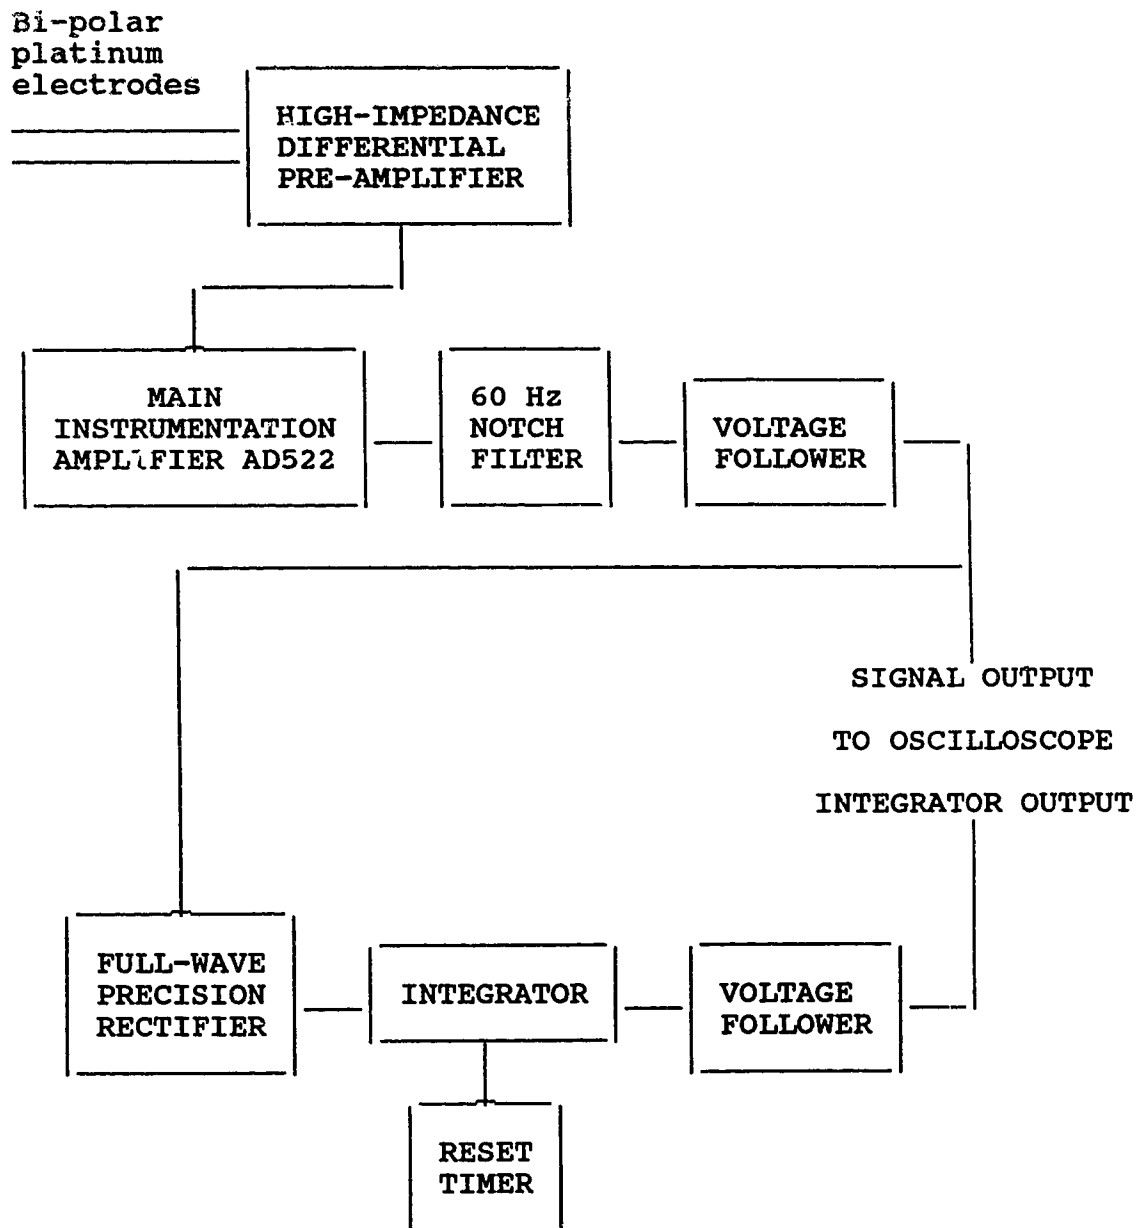 Bi-polar
platinum
electrodes
HIGH-IMPEDANCE
DIFFERENTIAL
PRE-AMPLIFIER
MAIN
INSTRUMENTATION
AMPLIFIER AD522
60 Hz
NOTCH
FILTER
VOLTAGE
FOLLOWER
SIGNAL OUTPUT
TO OSCILLOSCOPE
INTEGRATOR OUTPUT
FULL-WAVE
PRECISION
RECTIFIER
INTEGRATOR
VOLTAGE
FOLLOWER
RESET
TIMER